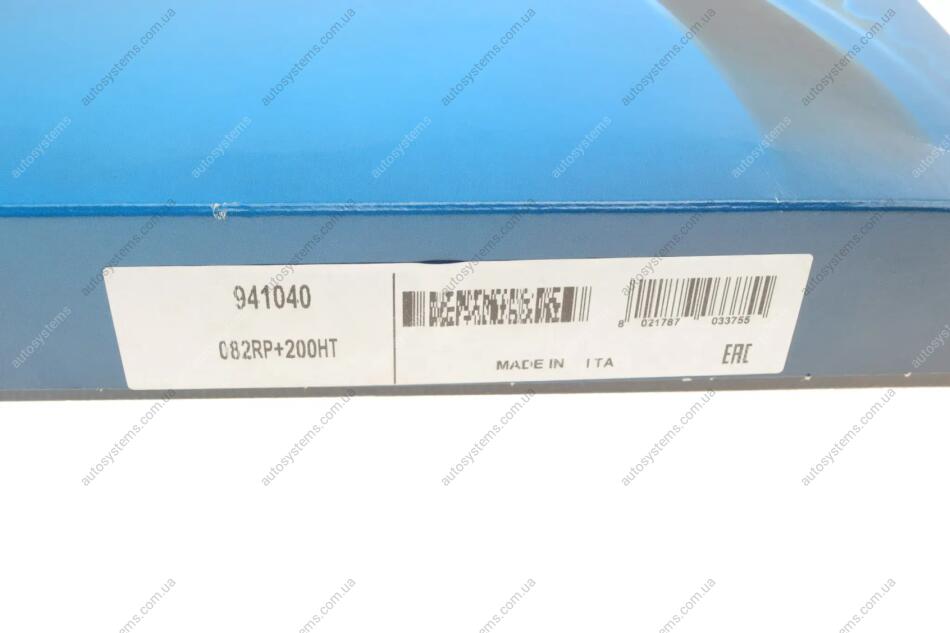 941040
082RP+200HT
8 021787 033755
MADE IN ITA
EAC
autosystems.com.ua